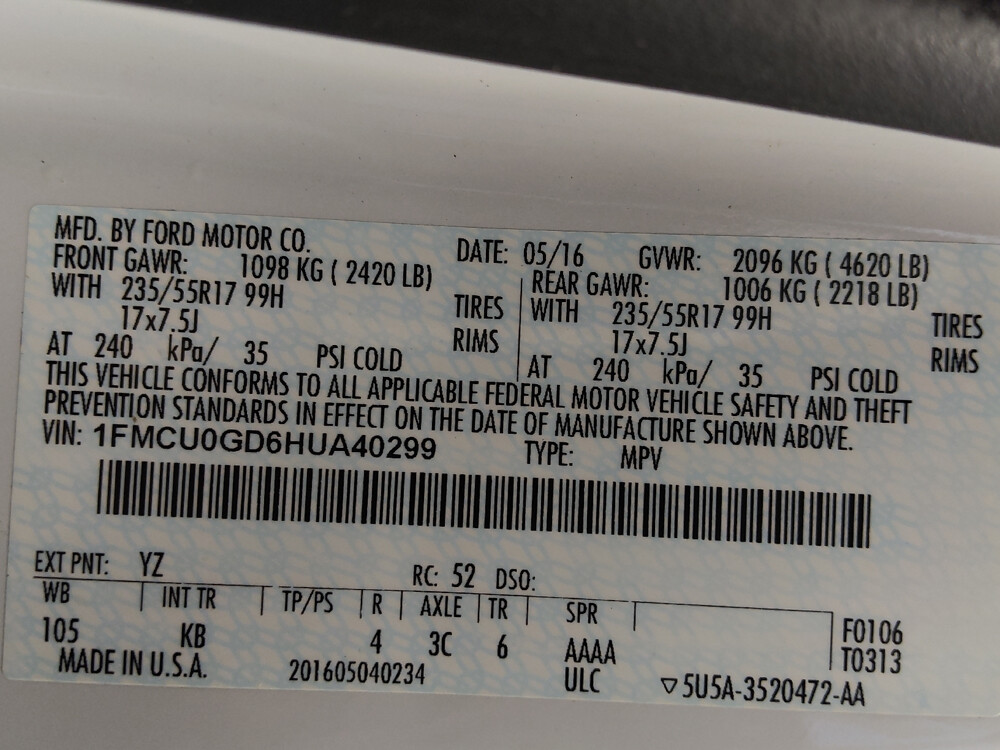 MFD. BY FORD MOTOR CO. DATE: 05/16 GVWR: 2096 KG ( 4620 LB)
FRONT GAWR: 1098 KG ( 2420 LB) REAR GAWR: 1006 KG ( 2218 LB)
WITH 235/55R17 99H TIRES WITH 235/55R17 99H TIRES
17x7.5J RIMS 17x7.5J RIMS
AT 240 kPa/ 35 PSI COLD AT 240 kPa/ 35 PSI COLD
THIS VEHICLE CONFORMS TO ALL APPLICABLE FEDERAL MOTOR VEHICLE SAFETY AND THEFT
PREVENTION STANDARDS IN EFFECT ON THE DATE OF MANUFACTURE SHOWN ABOVE.
VIN: 1FMCU0GD6HUA40299 TYPE: MPV
EXT PNT: YZ RC: 52 DSO:
WB INT TR TP/PS R AXLE TR SPR F0106
105 KB 4 3C 6 AAAA T0313
MADE IN U.S.A. 201605040234 ULC ▽5U5A-3520472-AA